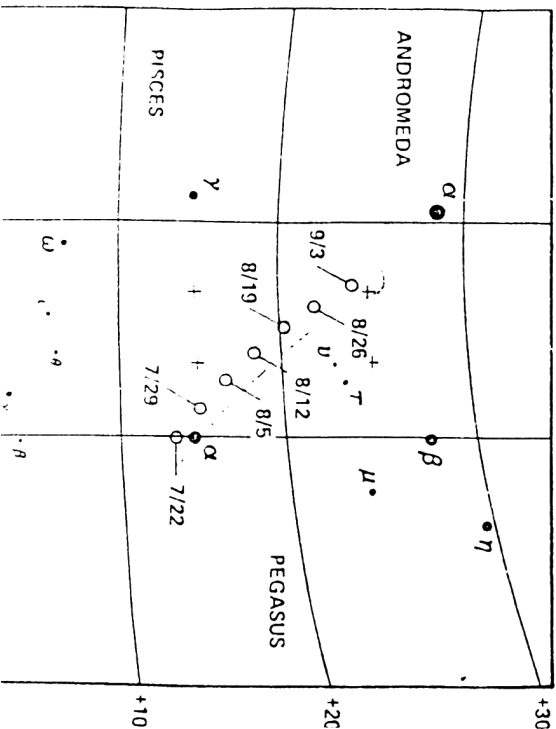 +30
η
α
β
ANDROMEDA
μ
8/26
τ
+20
υ
9/3
8/12
PEGASUS
8/5
8/19
γ
α
7/22
PISCES
7/29
+10
θ
ω
ι
β